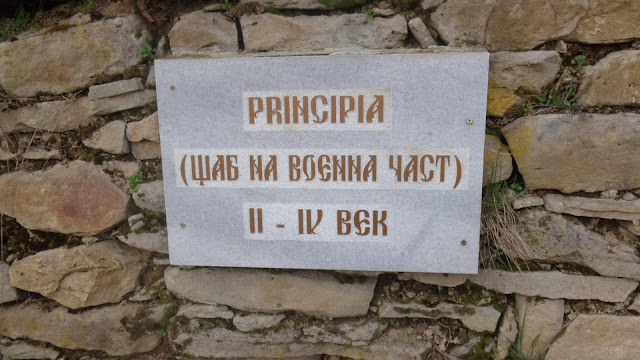 PRINCIPIA
(ЩАБ НА ВОЕННА ЧАСТ)
II - IV ВЕК